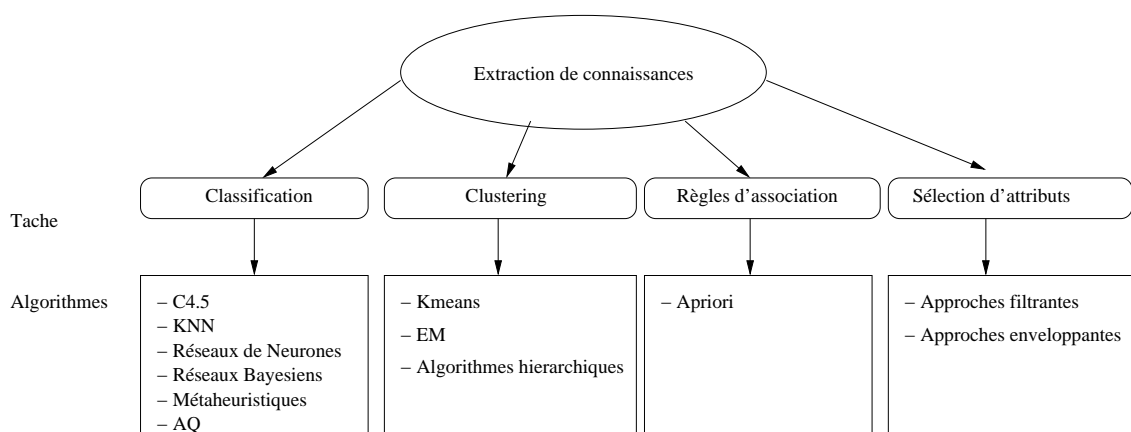 Extraction de connaissances
Classification
Clustering
Règles d'association
Sélection d'attributs
Tache
Algorithmes
– C4.5
– KNN
– Réseaux de Neurones
– Réseaux Bayesiens
– Métaheuristiques
– AQ
– Kmeans
– EM
– Algorithmes hierarchiques
– Apriori
– Approches filtrantes
– Approches enveloppantes